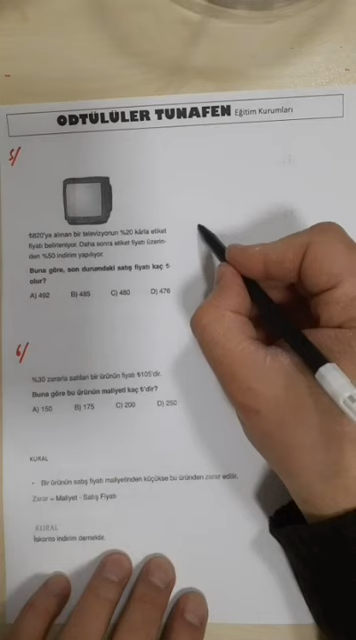 ODTÜLÜLER TUNAFEN Eğitim Kurumları
5/
₺820'ya alınan bir televizyonun %20 kârla etiket
fiyatı belirleniyor. Daha sonra etiket fiyatı üzerin-
den %50 indirim yapılıyor.
Buna göre, son durumdaki satış fiyatı kaç ₺
olur?
A) 492 B) 485 C) 480 D) 476
6/
%30 zararla satılan bir ürünün fiyatı ₺105'dir.
Buna göre bu ürünün maliyeti kaç ₺'dir?
A) 150 B) 175 C) 200 D) 250
KURAL
- Bir ürünün satış fiyatı maliyetinden küçükse bu üründen zarar edilir.
Zarar = Maliyet - Satış Fiyatı
KURAL
İskonto indirim demektir.